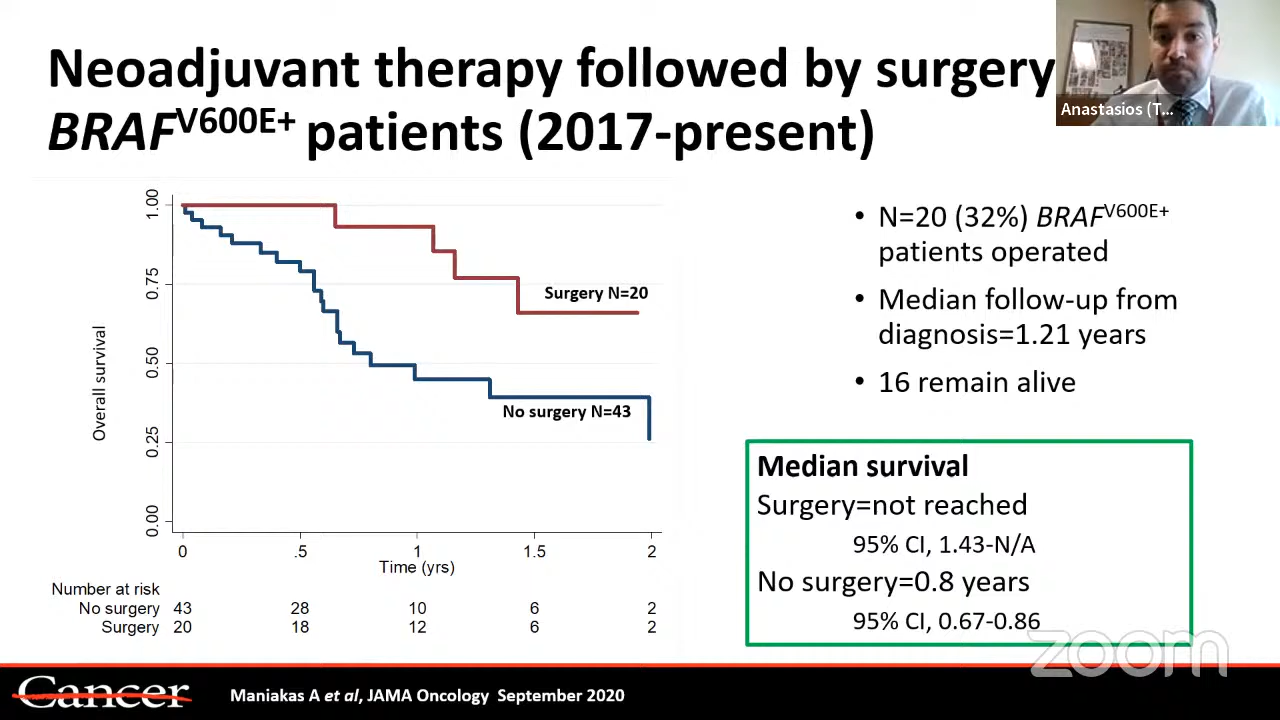 Neoadjuvant therapy followed by surgery
BRAFV600E+ patients (2017-present)
Anastasios (T...
1.00
0.75
0.50
0.25
0.00
Overall survival
Surgery N=20
No surgery N=43
0 .5 1 1.5 2
Time (yrs)
Number at risk
No surgery 43 28 10 6 2
Surgery 20 18 12 6 2
• N=20 (32%) BRAFV600E+
patients operated
• Median follow-up from
diagnosis=1.21 years
• 16 remain alive
Median survival
Surgery=not reached
95% CI, 1.43-N/A
No surgery=0.8 years
95% CI, 0.67-0.86
zoom
Cancer
Maniakas A et al, JAMA Oncology September 2020